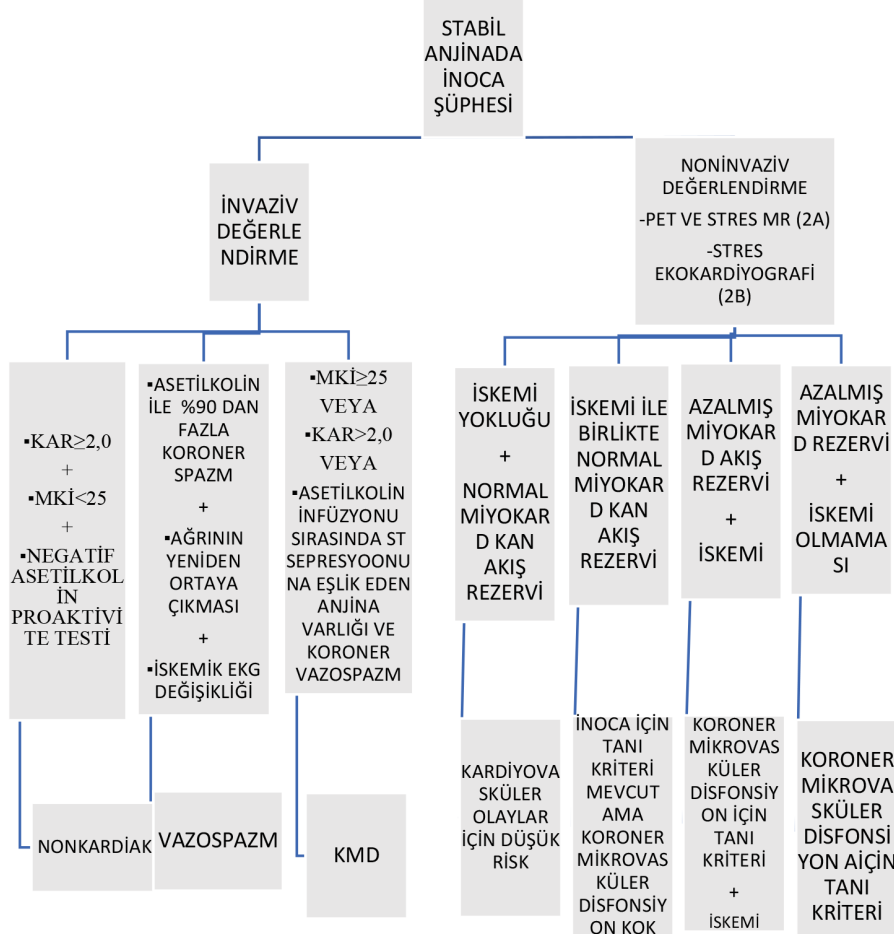 STABİL
ANJİNADA
İNOCA
ŞÜPHESİ
İNVAZİV
DEĞERLE
NDİRME
NONİNVAZİV
DEĞERLENDİRME
-PET VE STRES MR (2A)
-STRES
EKOKARDİYOGRAFİ
(2B)
▪KAR≥2,0
+
▪MKİ<25
+
▪NEGATİF
ASETİLKOL
İN
PROAKTİVİ
TE TESTİ
▪ASETİLKOLİN
İLE %90 DAN
FAZLA
KORONER
SPAZM
+
▪AĞRININ
YENİDEN
ORTAYA
ÇIKMASI
+
▪İSKEMİK EKG
DEĞİŞİKLİĞİ
▪MKİ≥25
VEYA
▪KAR>2,0
VEYA
▪ASETİLKOLİN
İNFÜZYONU
SIRASINDA ST
SEPRESYOONU
NA EŞLİK EDEN
ANJİNA
VARLIĞI VE
KORONER
VAZOSPAZM
İSKEMİ
YOKLUĞU
+
NORMAL
MİYOKAR
D KAN
AKIŞ
REZERVİ
İSKEMİ İLE
BİRLİKTE
NORMAL
MİYOKAR
D KAN
AKIŞ
REZERVİ
AZALMIŞ
MİYOKAR
D AKIŞ
REZERVİ
+
İSKEMİ
AZALMIŞ
MİYOKAR
D REZERVİ
+
İSKEMİ
OLMAMA
SI
NONKARDİAK
VAZOSPAZM
KMD
KARDİYOVA
SKÜLER
OLAYLAR
İÇİN DÜŞÜK
RİSK
İNOCA İÇİN
TANI
KRİTERİ
MEVCUT
AMA
KORONER
MİKROVAS
KÜLER
DİSFONSİY
ON KOK
KORONER
MİKROVAS
KÜLER
DİSFONSİY
ON İÇİN
TANI
KRİTERİ
+
İSKEMİ
KORONER
MİKROVA
SKÜLER
DİSFONSİ
YON AİÇİN
TANI
KRİTERİ